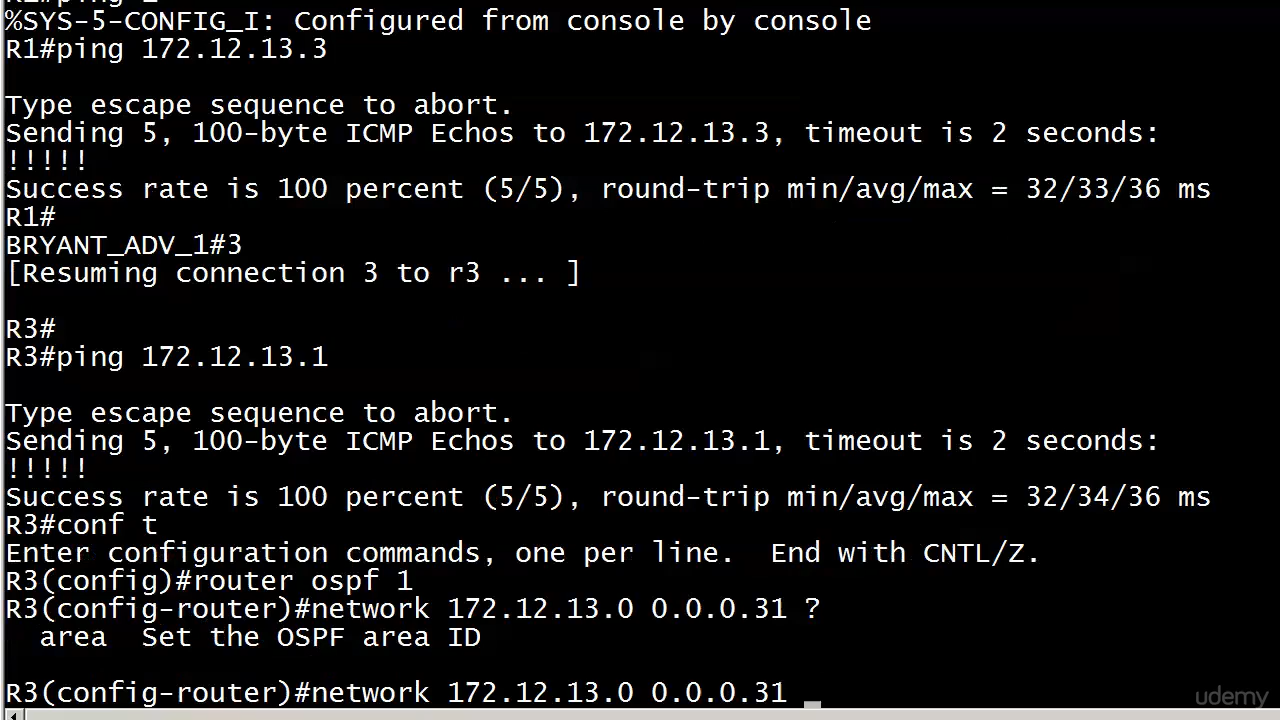 %SYS-5-CONFIG_I: Configured from console by console
R1#ping 172.12.13.3
Type escape sequence to abort.
Sending 5, 100-byte ICMP Echos to 172.12.13.3, timeout is 2 seconds:
!!!!!
Success rate is 100 percent (5/5), round-trip min/avg/max = 32/33/36 ms
R1#
BRYANT_ADV_1#3
[Resuming connection 3 to r3 ... ]
R3#
R3#ping 172.12.13.1
Type escape sequence to abort.
Sending 5, 100-byte ICMP Echos to 172.12.13.1, timeout is 2 seconds:
!!!!!
Success rate is 100 percent (5/5), round-trip min/avg/max = 32/34/36 ms
R3#conf t
Enter configuration commands, one per line.  End with CNTL/Z.
R3(config)#router ospf 1
R3(config-router)#network 172.12.13.0 0.0.0.31 ?
  area  Set the OSPF area ID
R3(config-router)#network 172.12.13.0 0.0.0.31 _
udemy